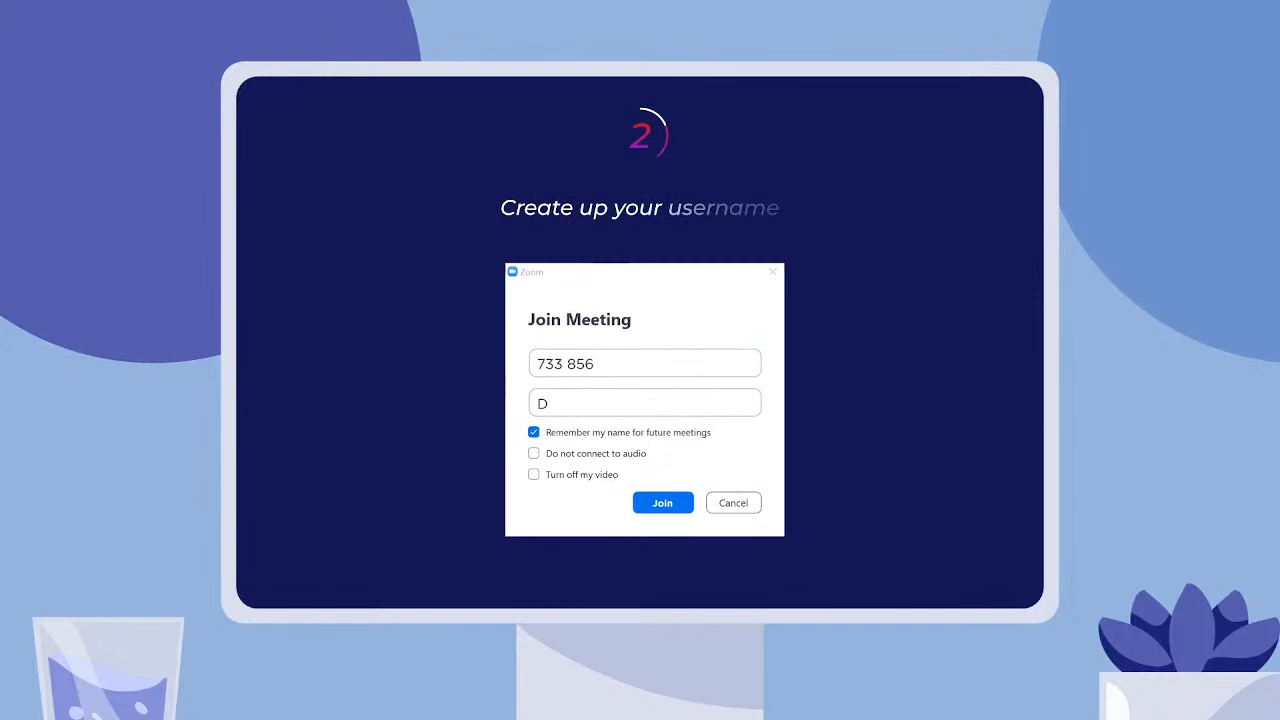 2
Create up your username
Zoom
Join Meeting
733 856
D
Remember my name for future meetings
Do not connect to audio
Turn off my video
Join Cancel